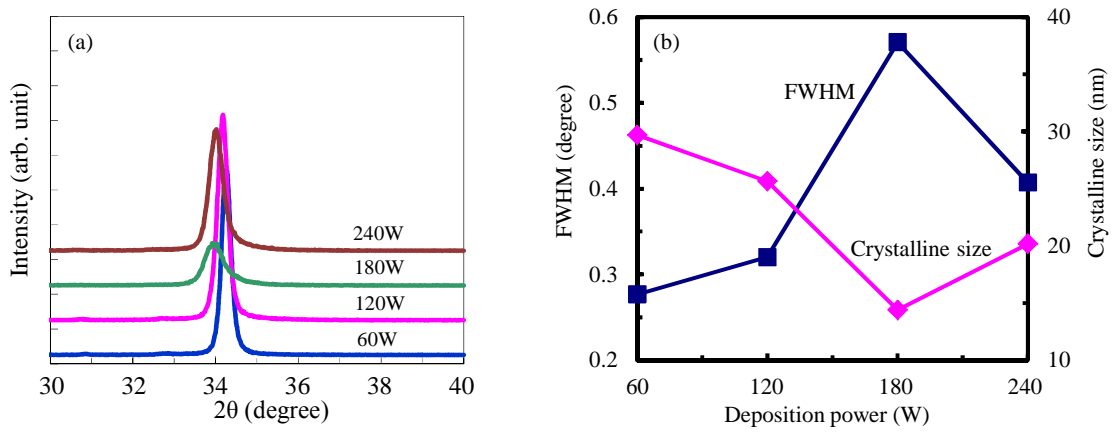 (a)
Intensity (arb. unit)
240W
180W
120W
60W
30 32 34 36 38 40
2θ (degree)
(b)
FWHM (degree)
0.6
0.5
0.4
0.3
0.2
FWHM
Crystalline size
40
30
20
10
Crystalline size (nm)
60 120 180 240
Deposition power (W)